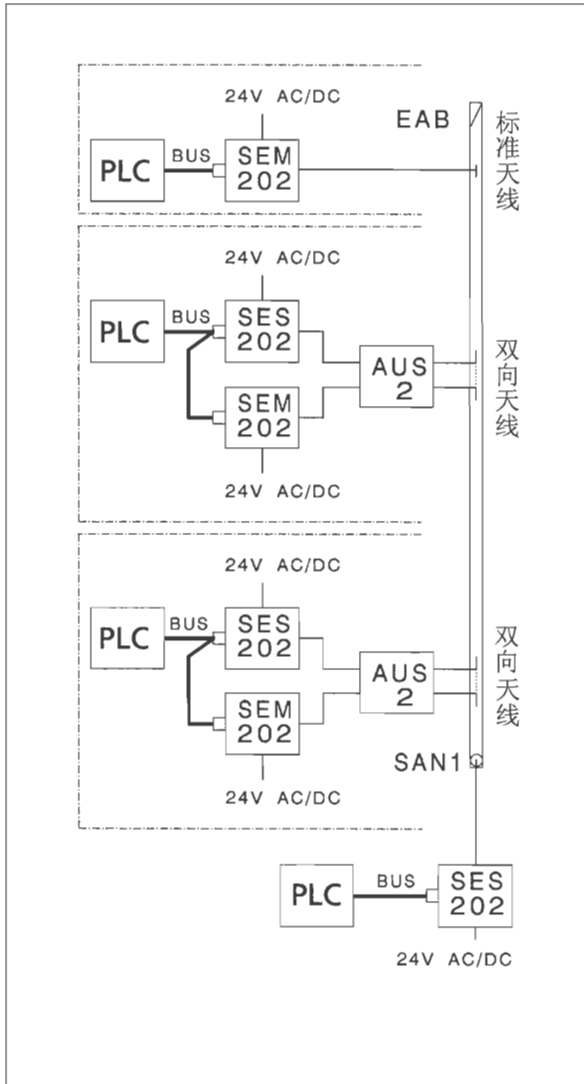 24V AC/DC
EAB
标准天线
PLC
BUS
SEM
202
24V AC/DC
PLC
BUS
SES
202
双向天线
AUS
2
SEM
202
24V AC/DC
24V AC/DC
PLC
BUS
SES
202
双向天线
AUS
2
SEM
202
SAN1
24V AC/DC
PLC
BUS
SES
202
24V AC/DC